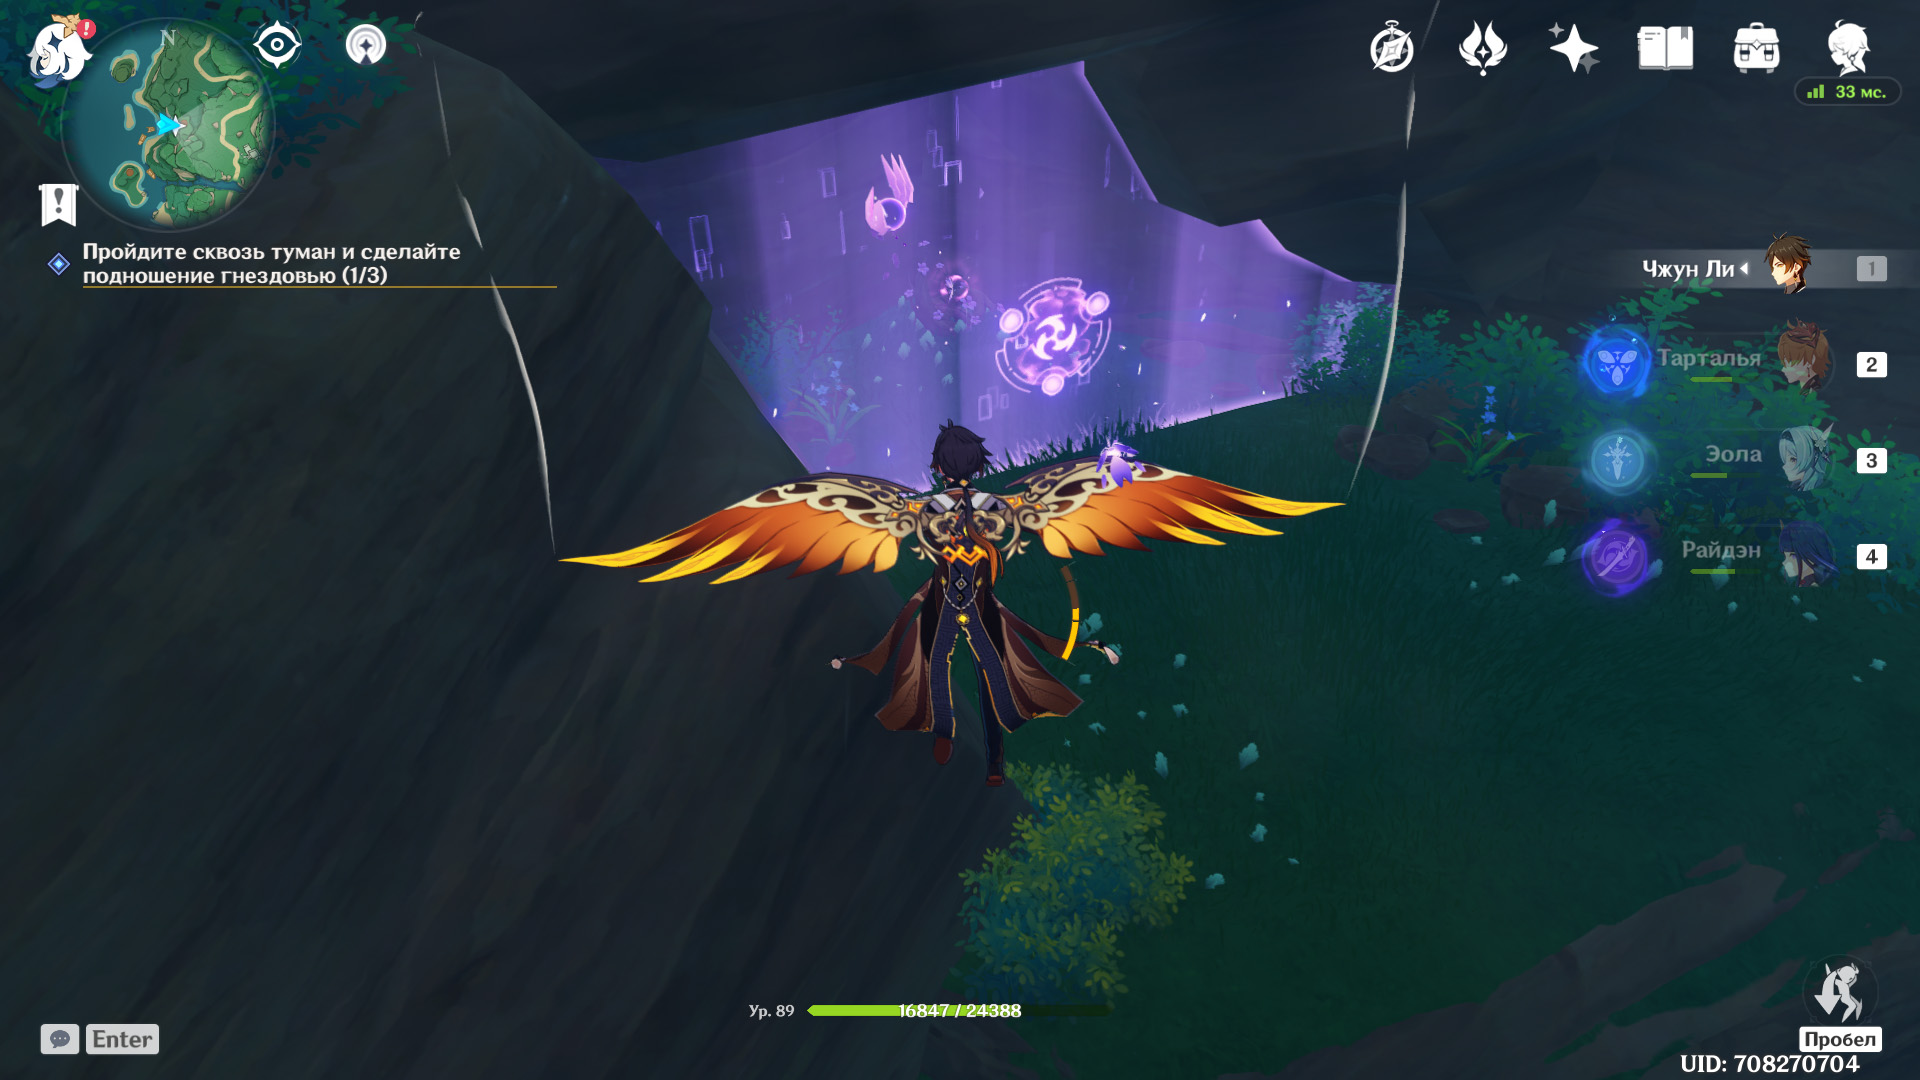 N
33 мс.
Пройдите сквозь туман и сделайте
подношение гнездовью (1/3)
Чжун Ли
1
Тарталья
2
Эола
3
Райдэн
4
Ур. 89
16847 / 24388
Enter
Пробел
UID: 708270704